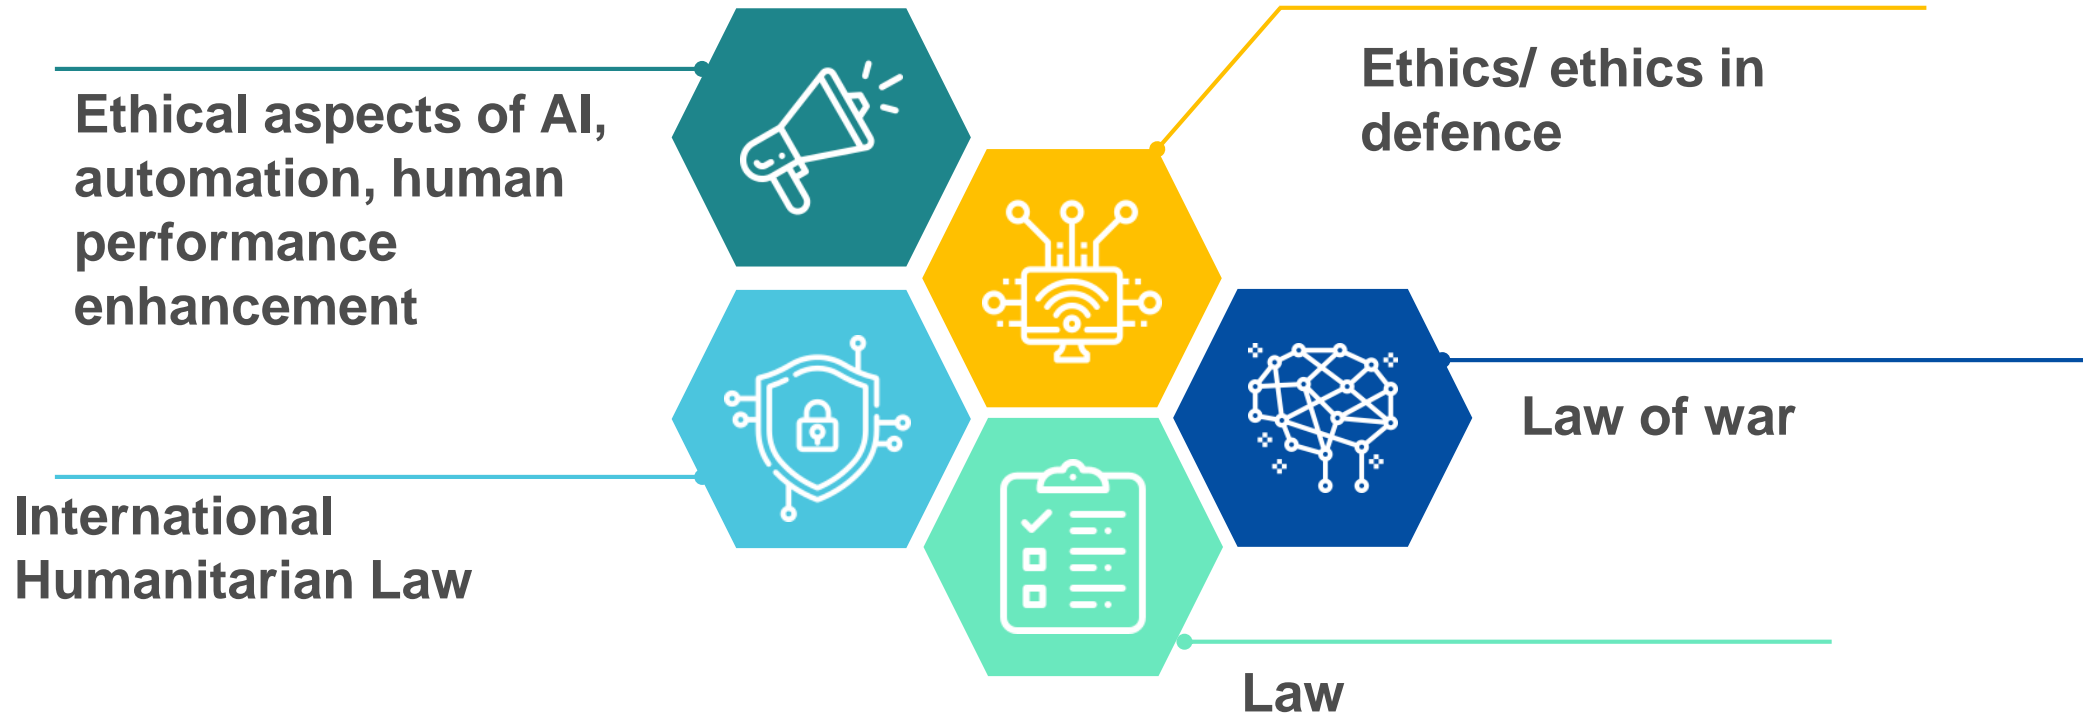 Ethical aspects of AI,
automation, human
performance
enhancement
Ethics/ ethics in
defence
Law of war
International
Humanitarian Law
Law